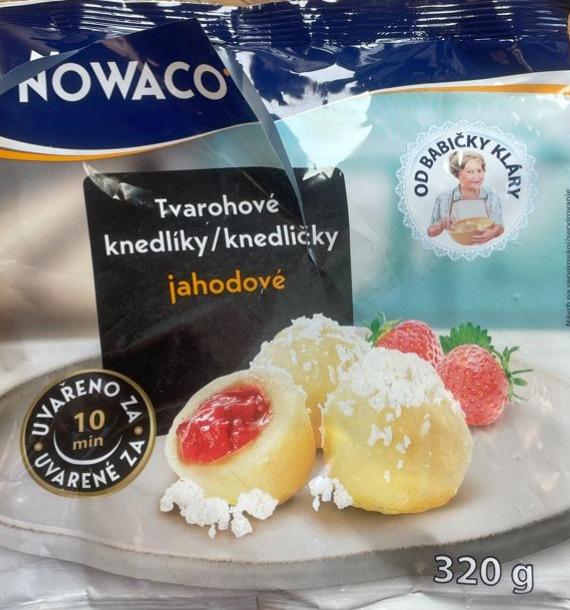 NOWACO
OD BABIČKY KLÁRY
Tvarohové
knedlíky/knedličky
jahodové
UVAŘENO ZA
10
min
UVARENÉ ZA
320 g